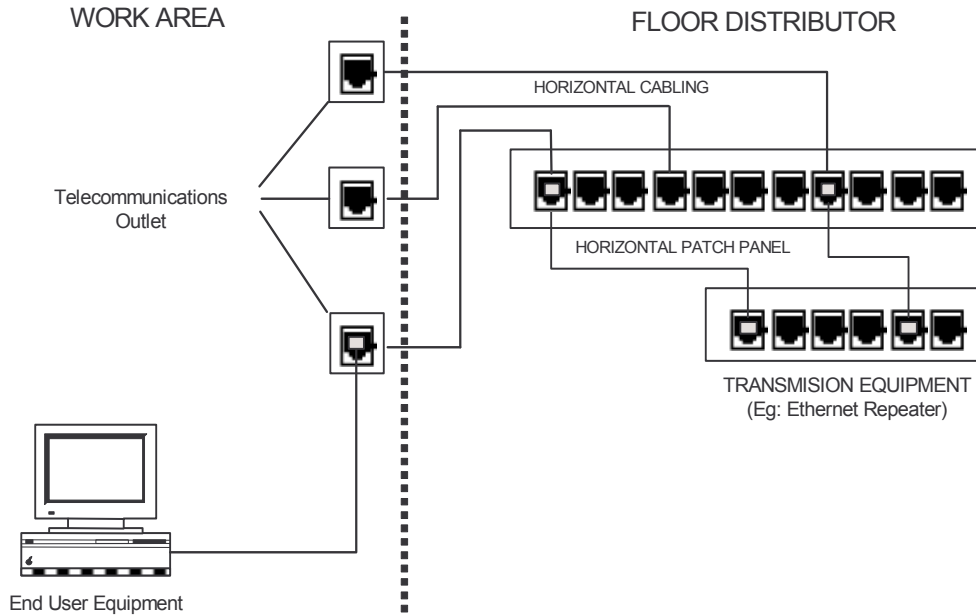 WORK AREA
FLOOR DISTRIBUTOR
HORIZONTAL CABLING
Telecommunications
Outlet
HORIZONTAL PATCH PANEL
TRANSMISION EQUIPMENT
(Eg: Ethernet Repeater)
End User Equipment